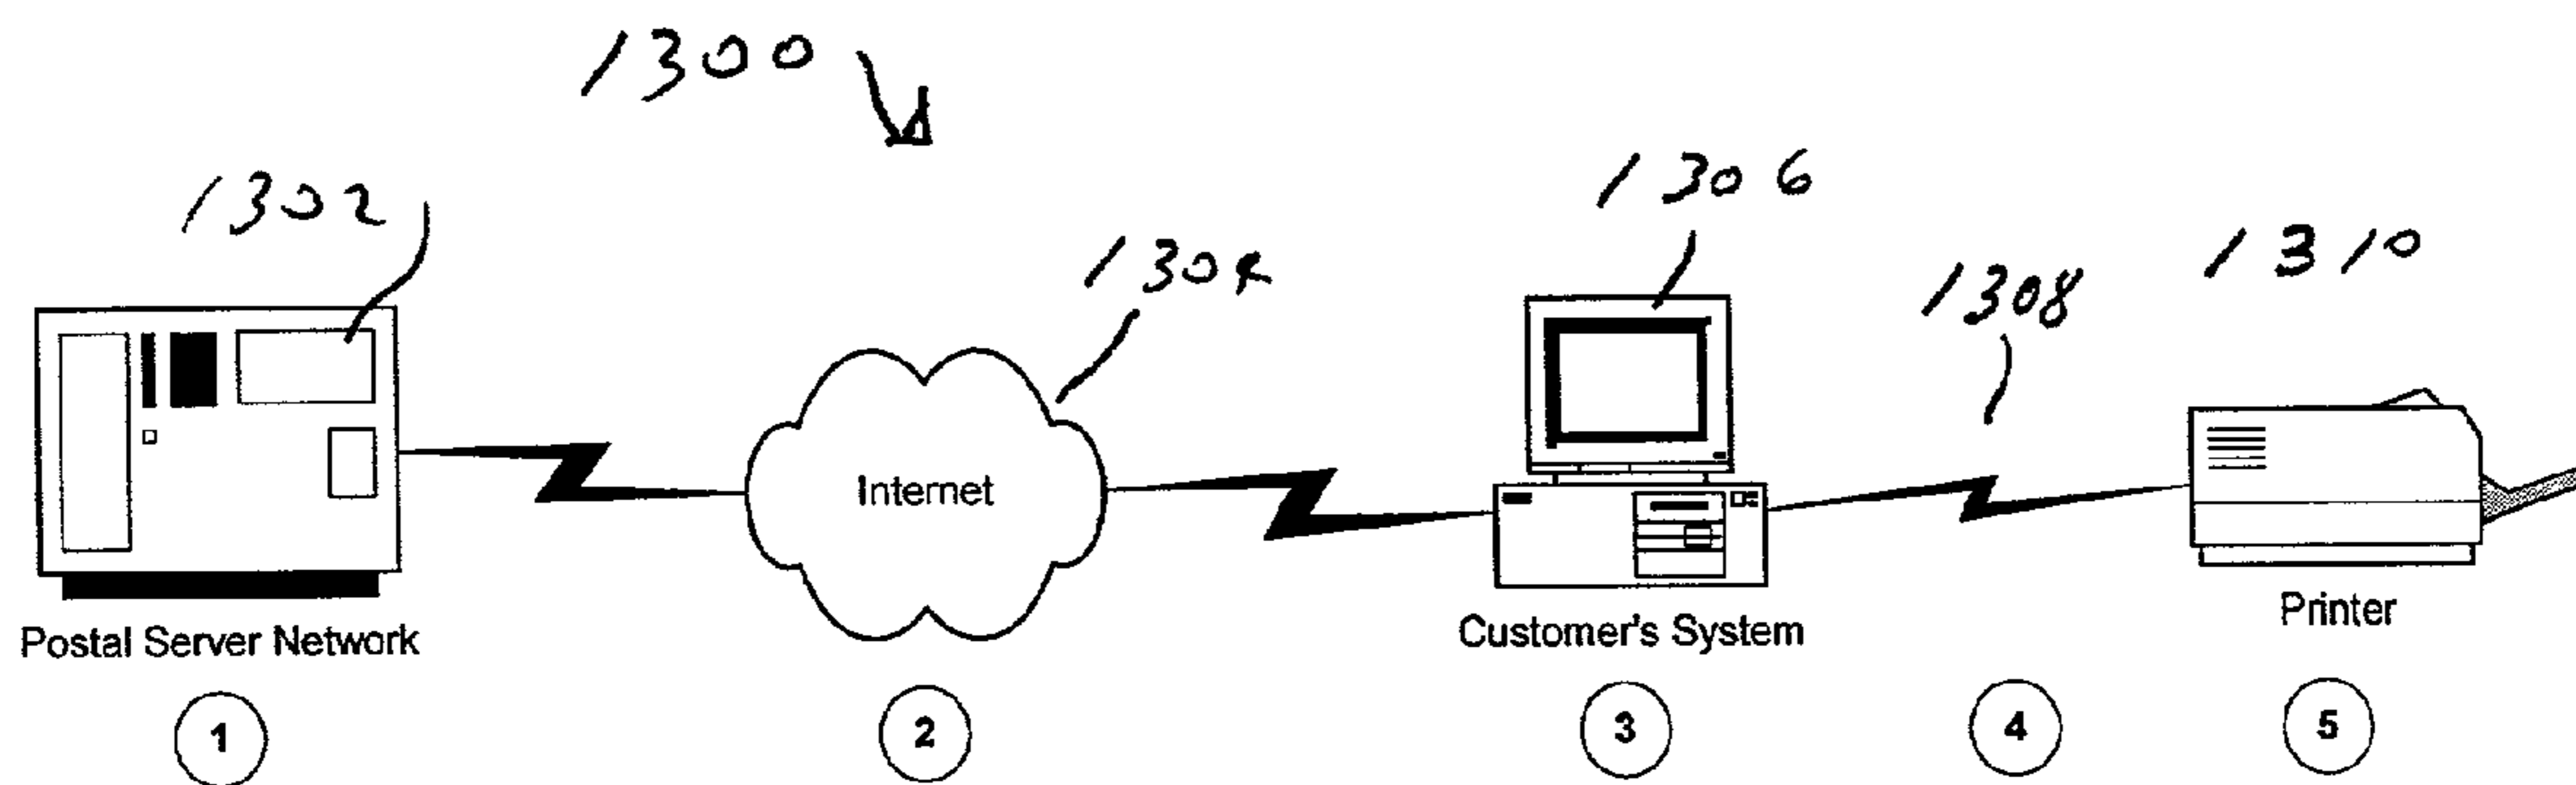 1300
1302
1304
1306
1308
1310
Internet
Postal Server Network
Customer's System
Printer
1
2
3
4
5